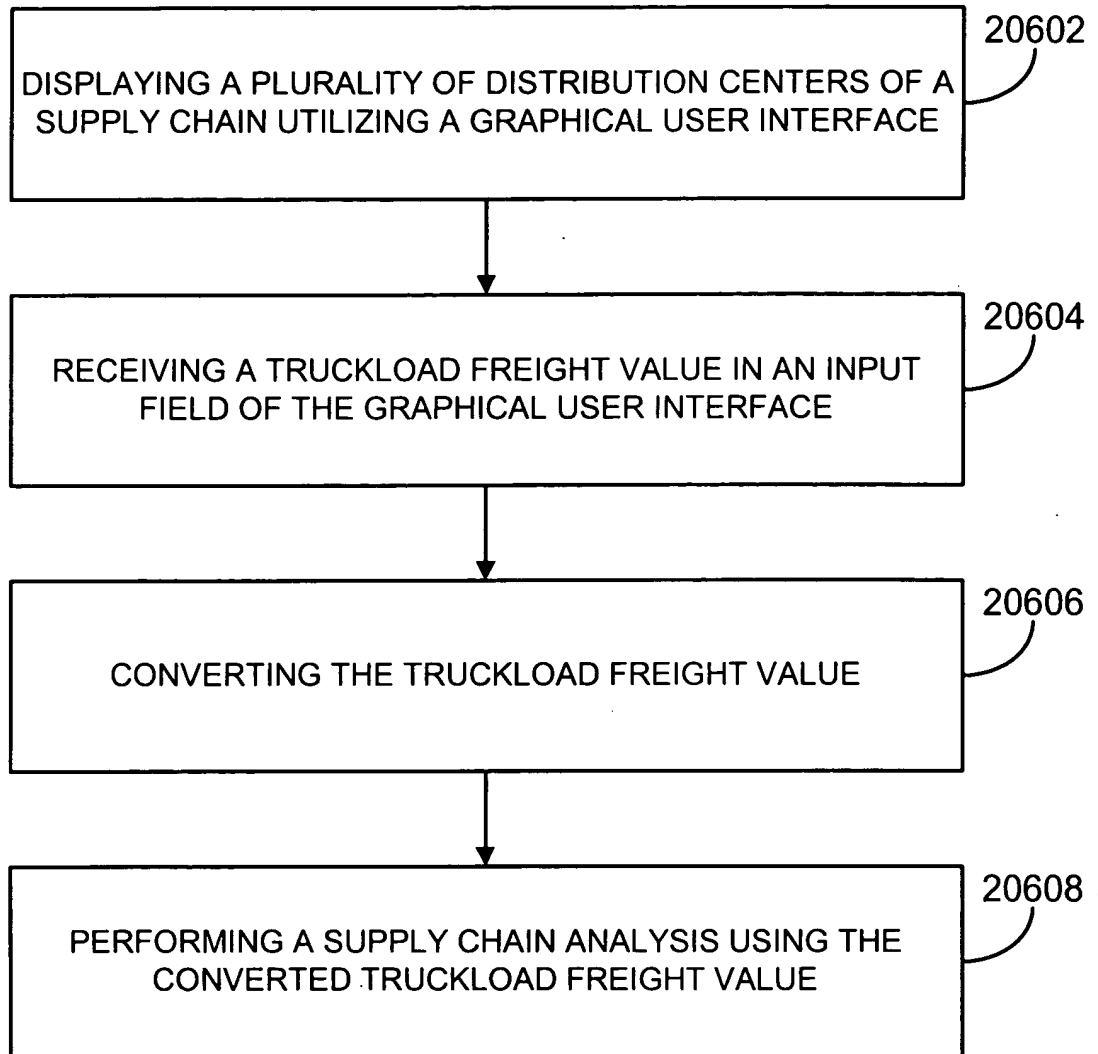 20602
DISPLAYING A PLURALITY OF DISTRIBUTION CENTERS OF A
SUPPLY CHAIN UTILIZING A GRAPHICAL USER INTERFACE
20604
RECEIVING A TRUCKLOAD FREIGHT VALUE IN AN INPUT
FIELD OF THE GRAPHICAL USER INTERFACE
20606
CONVERTING THE TRUCKLOAD FREIGHT VALUE
20608
PERFORMING A SUPPLY CHAIN ANALYSIS USING THE
CONVERTED TRUCKLOAD FREIGHT VALUE